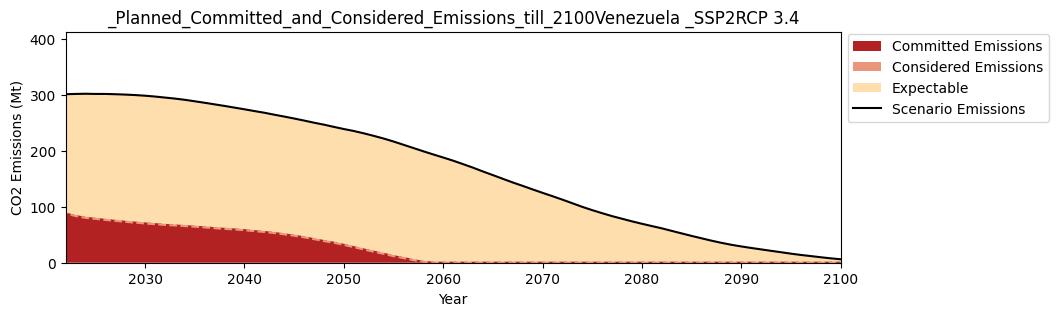 _Planned_Committed_and_Considered_Emissions_till_2100Venezuela _SSP2RCP 3.4
CO2 Emissions (Mt)
400
300
200
100
0
2030 2040 2050 2060 2070 2080 2090 2100
Year
Committed Emissions
Considered Emissions
Expectable
Scenario Emissions